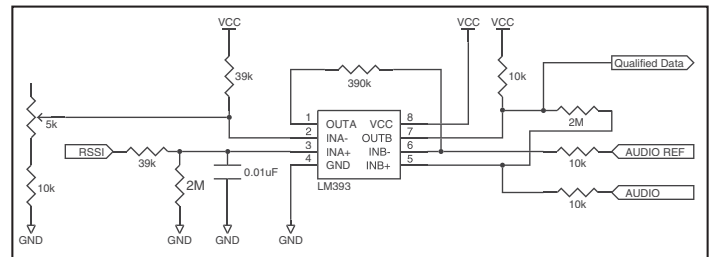 VCC
VCC
VCC
39k
390k
10k
Qualified Data
5k
1
OUTA
VCC
8
2
INA-
OUTB
7
2M
RSSI
3
INA+
INB-
6
AUDIO REF
39k
4
GND
INB+
5
10k
10k
2M
0.01uF
LM393
AUDIO
10k
GND
GND
GND
GND